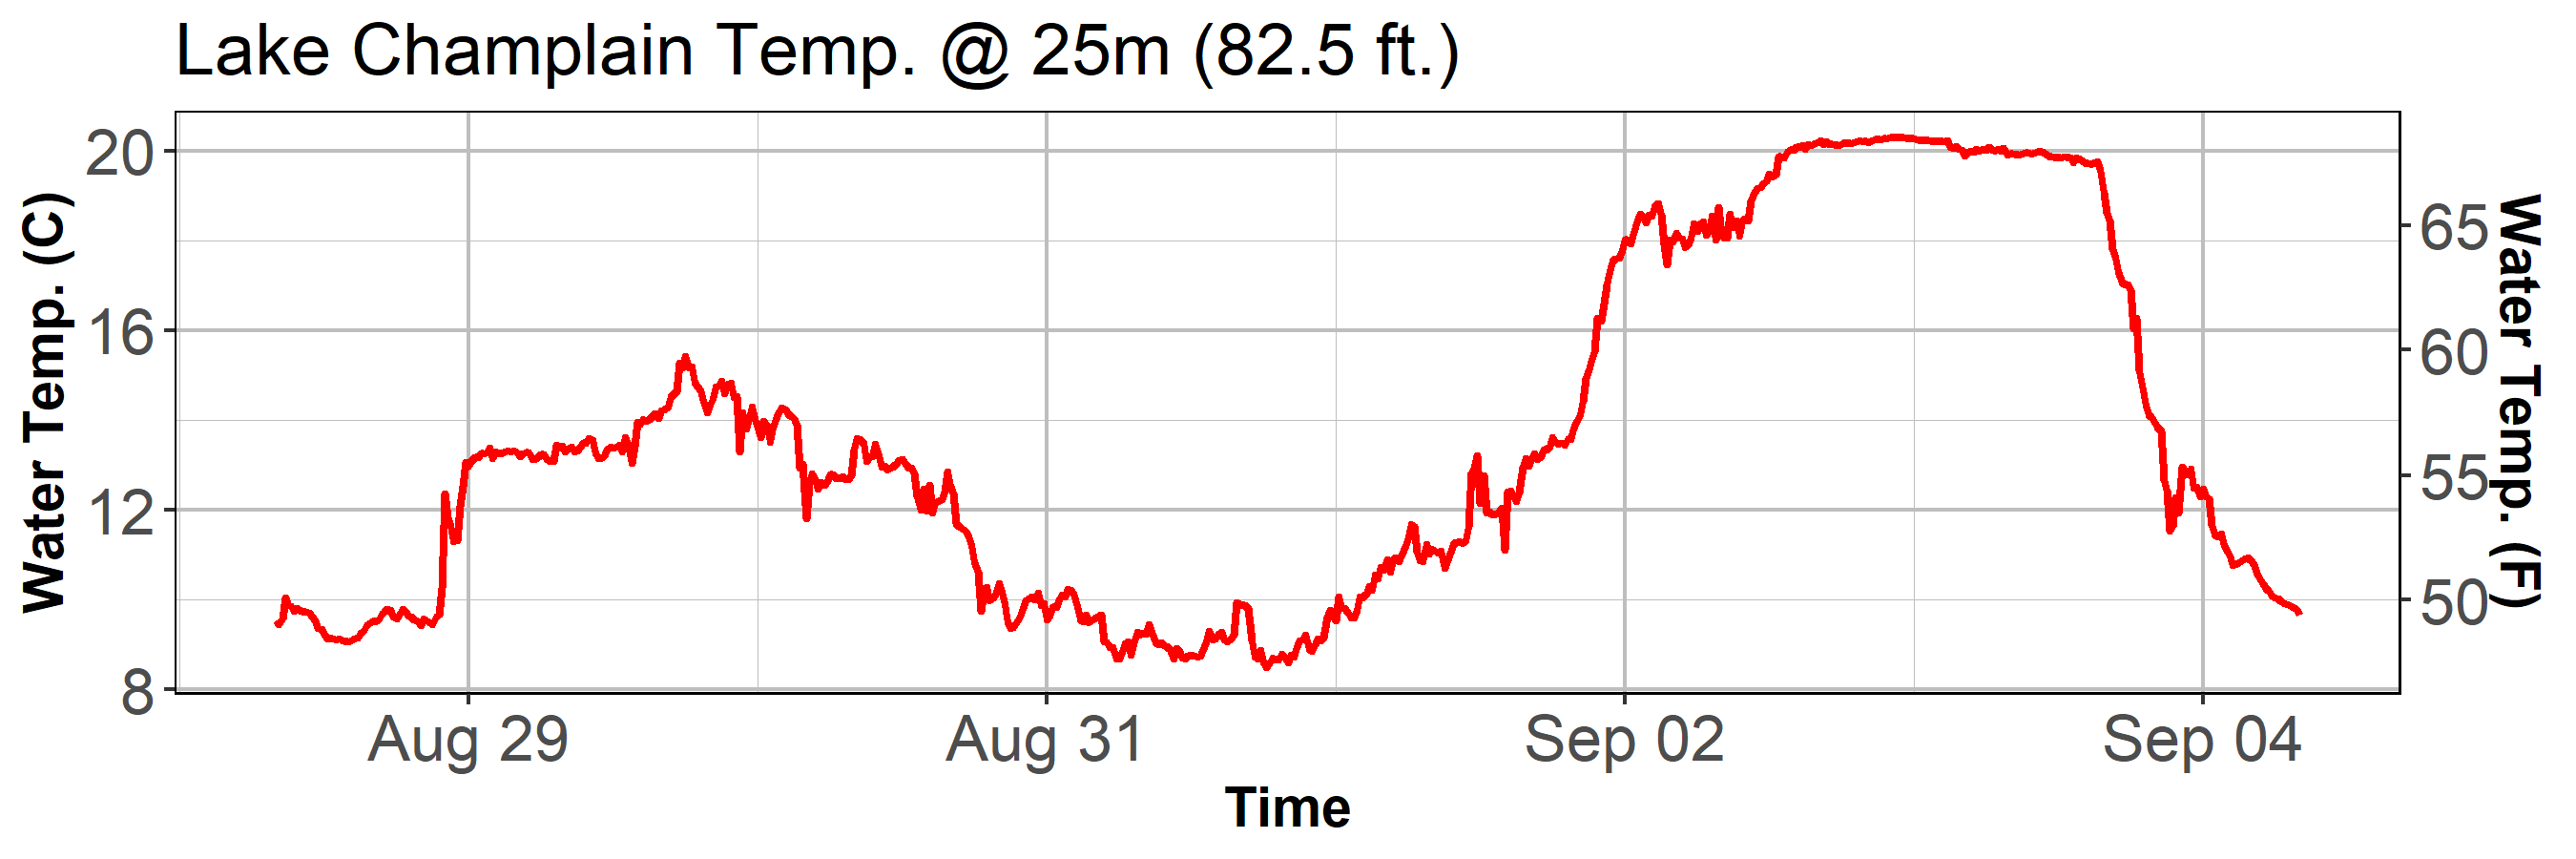 Lake Champlain Temp. @ 25m (82.5 ft.)
Water Temp. (C)
20
16
12
8
65
60
55
50
Water Temp. (F)
Aug 29
Aug 31
Sep 02
Sep 04
Time